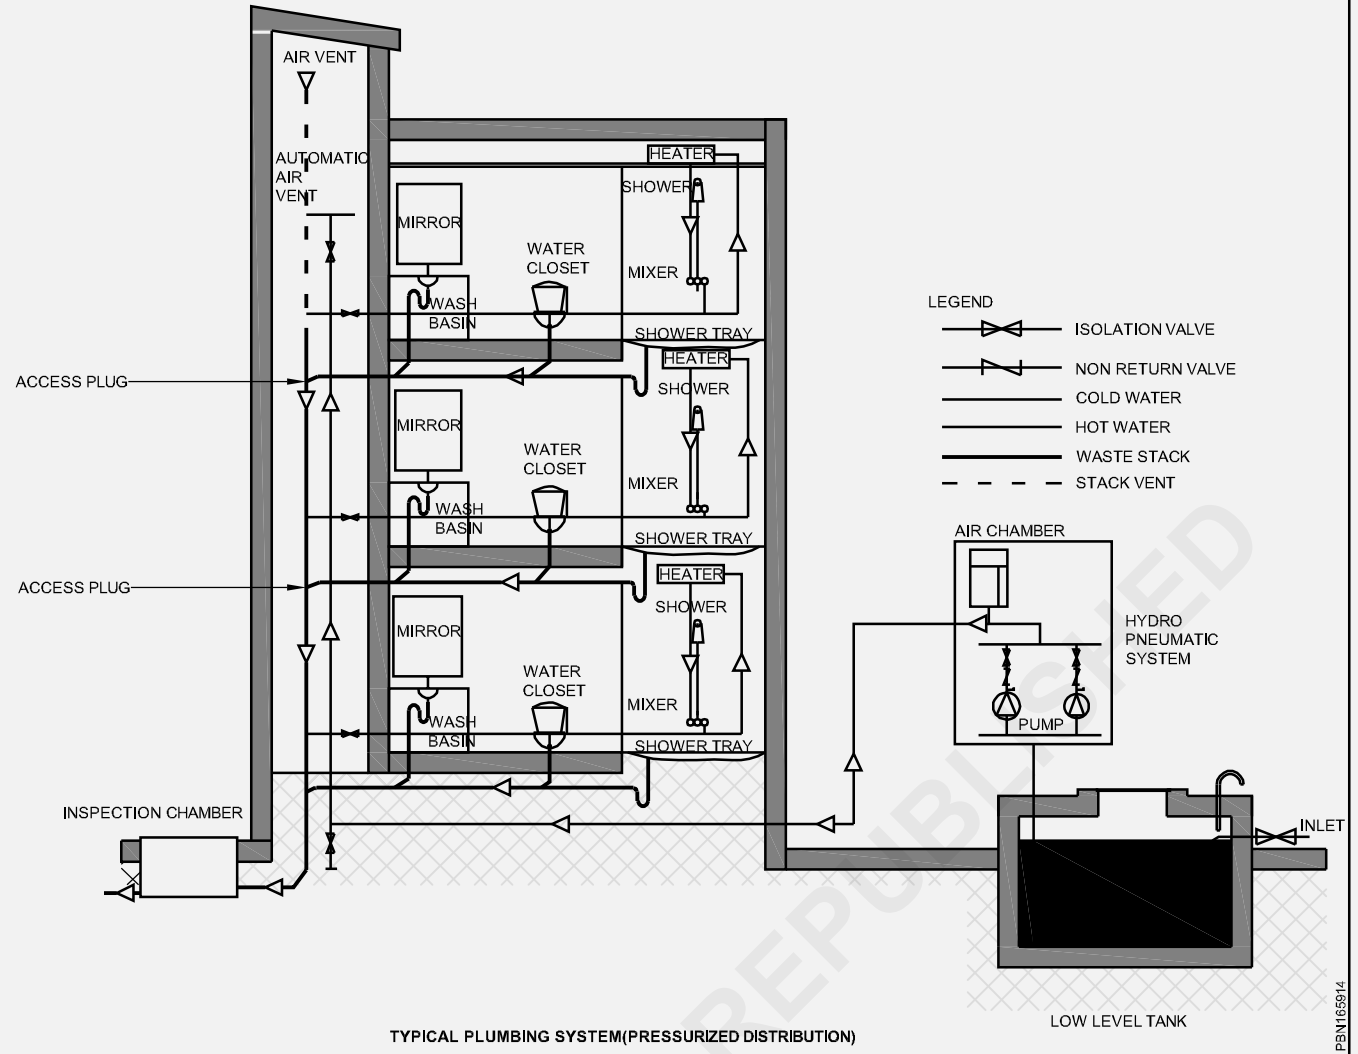 AIR VENT
AUTOMATIC
AIR
VENT
HEATER
SHOWER
MIRROR
WATER
CLOSET
MIXER
WASH
BASIN
SHOWER TRAY
ACCESS PLUG
HEATER
SHOWER
MIRROR
WATER
CLOSET
MIXER
WASH
BASIN
SHOWER TRAY
ACCESS PLUG
HEATER
SHOWER
MIRROR
WATER
CLOSET
MIXER
WASH
BASIN
SHOWER TRAY
INSPECTION CHAMBER
LEGEND
ISOLATION VALVE
NON RETURN VALVE
COLD WATER
HOT WATER
WASTE STACK
STACK VENT
AIR CHAMBER
HYDRO
PNEUMATIC
SYSTEM
PUMP
INLET
LOW LEVEL TANK
REPUBLISHED
PBN165914
TYPICAL PLUMBING SYSTEM(PRESSURIZED DISTRIBUTION)